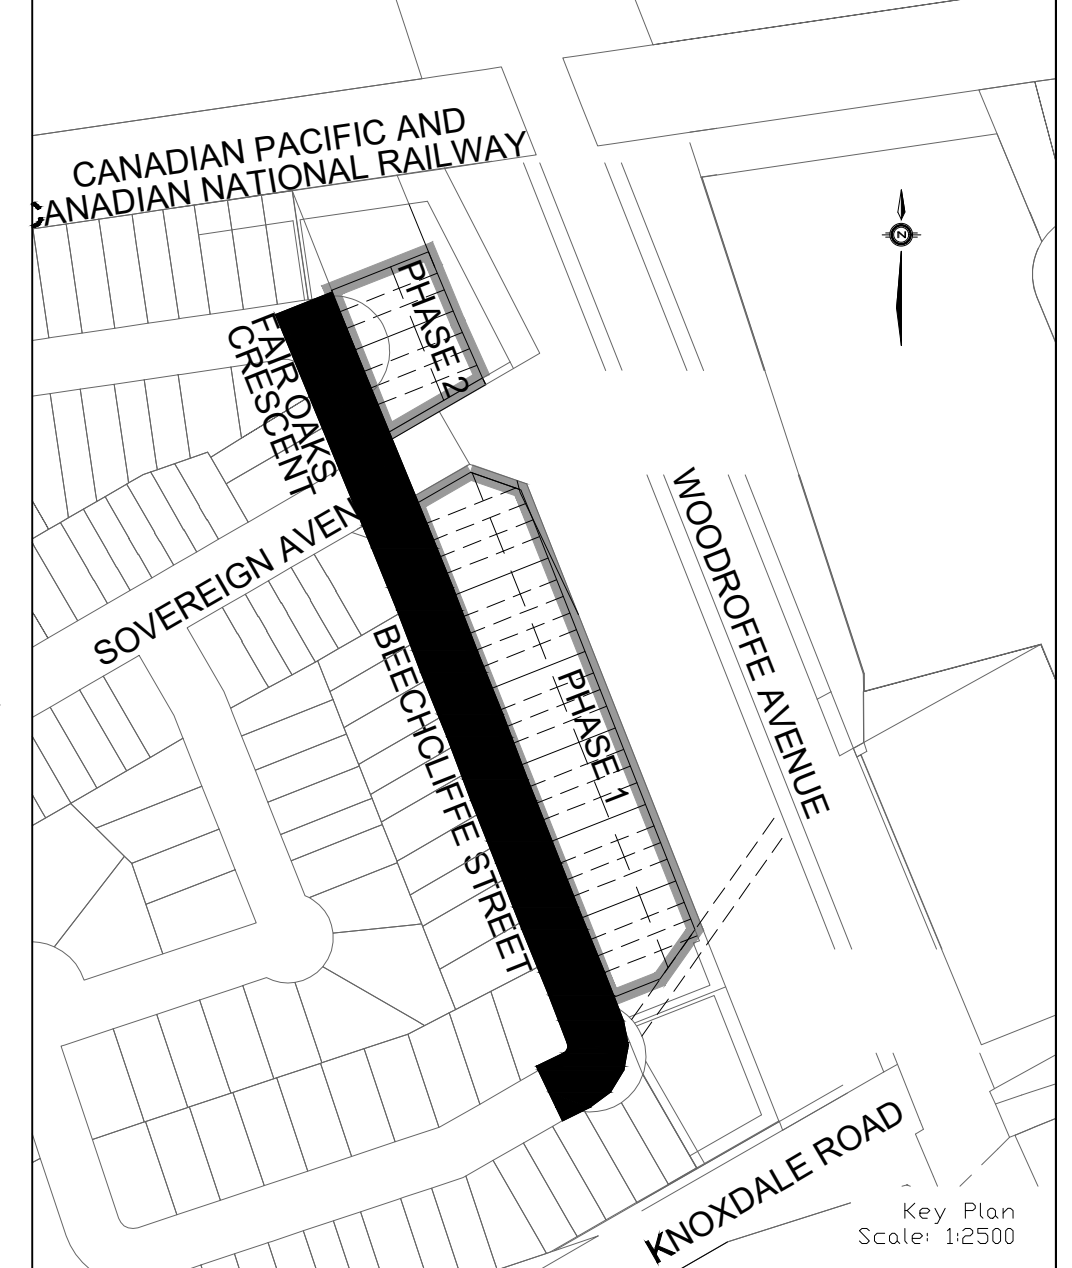 CANADIAN PACIFIC AND
CANADIAN NATIONAL RAILWAY
N
PHASE 2
FAIR OAKS
CRESCENT
SOVEREIGN AVEN
WOODROFFE AVENUE
BEECHCLIFFE STREET
PHASE 1
KNOXDALE ROAD
Key Plan
Scale: 1:2500